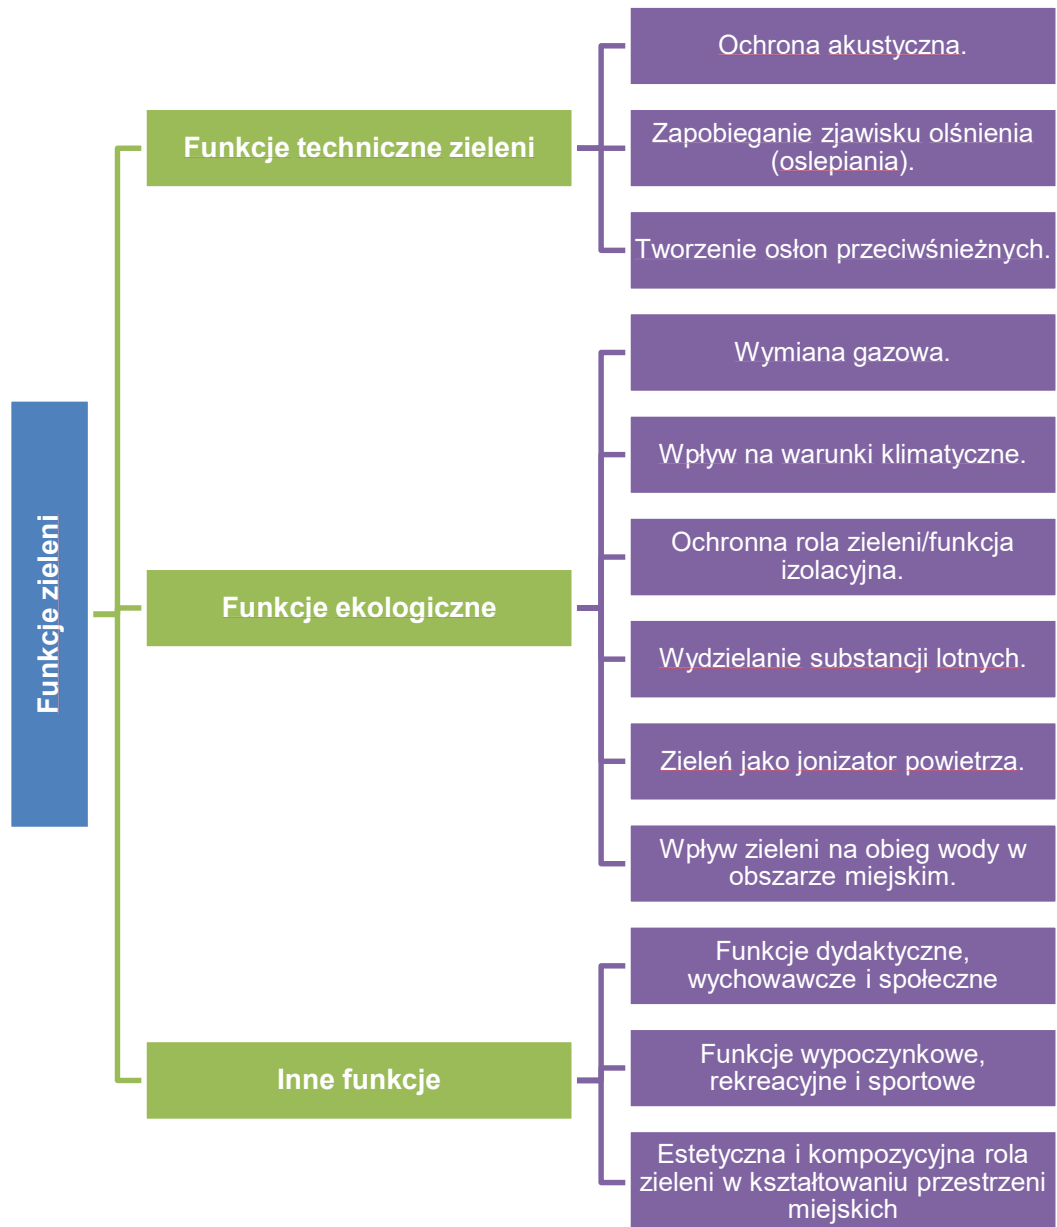 Funkcje zieleni
Funkcje techniczne zieleni
Ochrona akustyczna.
Zapobieganie zjawisku olśnienia
(oslepiania).
Tworzenie osłon przeciwśnieżnych.
Funkcje ekologiczne
Wymiana gazowa.
Wpływ na warunki klimatyczne.
Ochronna rola zieleni/funkcja
izolacyjna.
Wydzielanie substancji lotnych.
Zieleń jako jonizator powietrza.
Wpływ zieleni na obieg wody w
obszarze miejskim.
Inne funkcje
Funkcje dydaktyczne,
wychowawcze i społeczne
Funkcje wypoczynkowe,
rekreacyjne i sportowe
Estetyczna i kompozycyjna rola
zieleni w kształtowaniu przestrzeni
miejskich